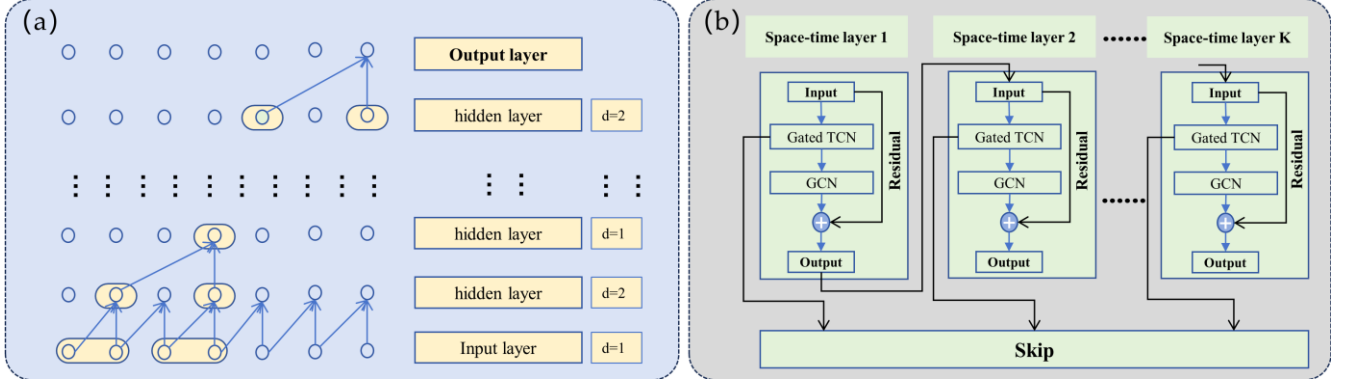 (a)
Output layer
hidden layer
d=2
hidden layer
d=1
hidden layer
d=2
Input layer
d=1
(b)
Space-time layer 1
Space-time layer 2
Space-time layer K
Input
Gated TCN
GCN
Output
Residual
Input
Gated TCN
GCN
Output
Residual
Input
Gated TCN
GCN
Output
Residual
Skip